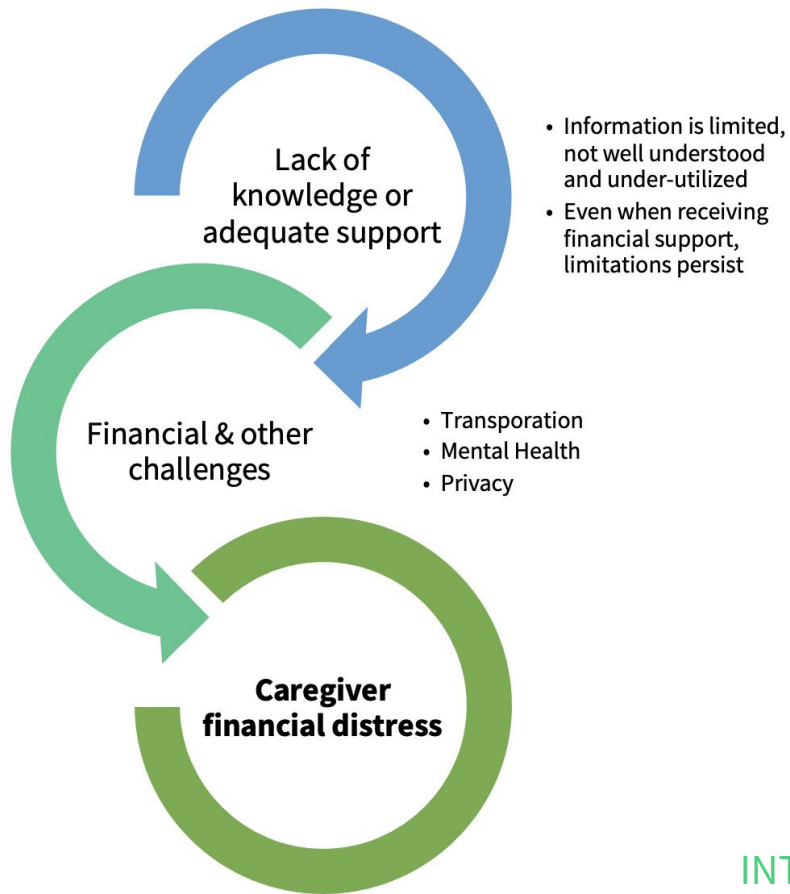 Lack of
knowledge or
adequate support
• Information is limited,
not well understood
and under-utilized
• Even when receiving
financial support,
limitations persist
Financial & other
challenges
• Transporation
• Mental Health
• Privacy
Caregiver
financial distress
INT